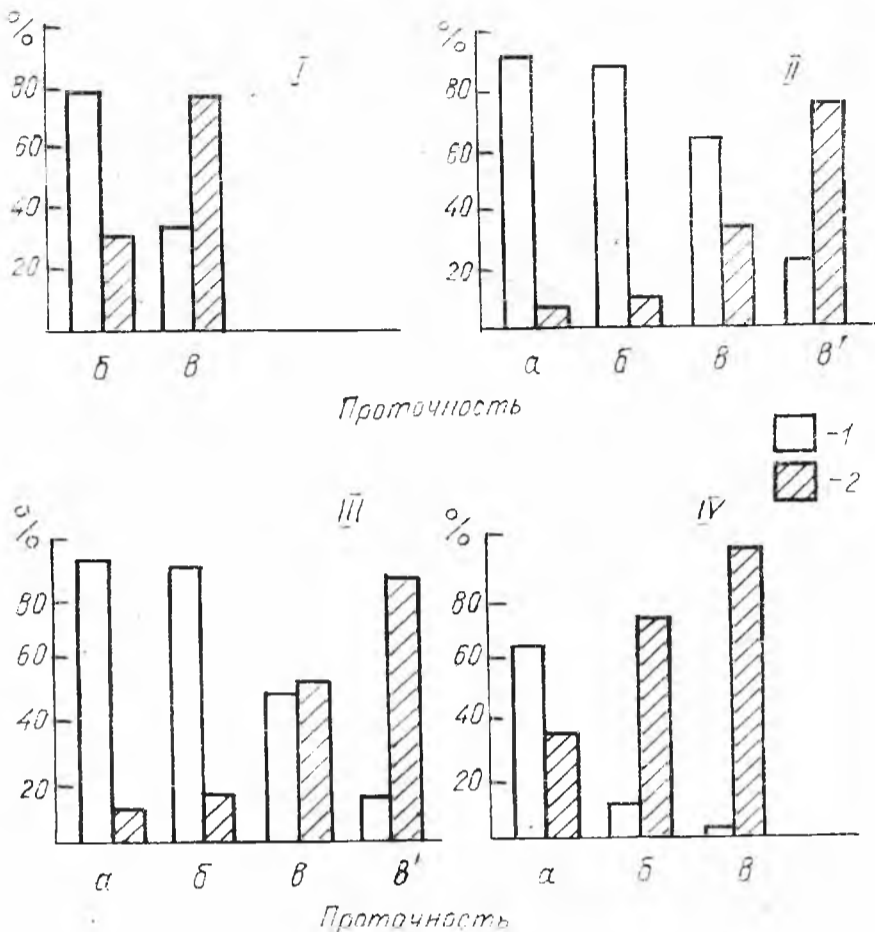 %
I
80
60
40
20
б в
%
II
80
60
40
20
а б в в'
Проточность
-1
-2
%
III
80
60
40
20
а б в в'
%
IV
80
60
40
20
а б в
Проточность